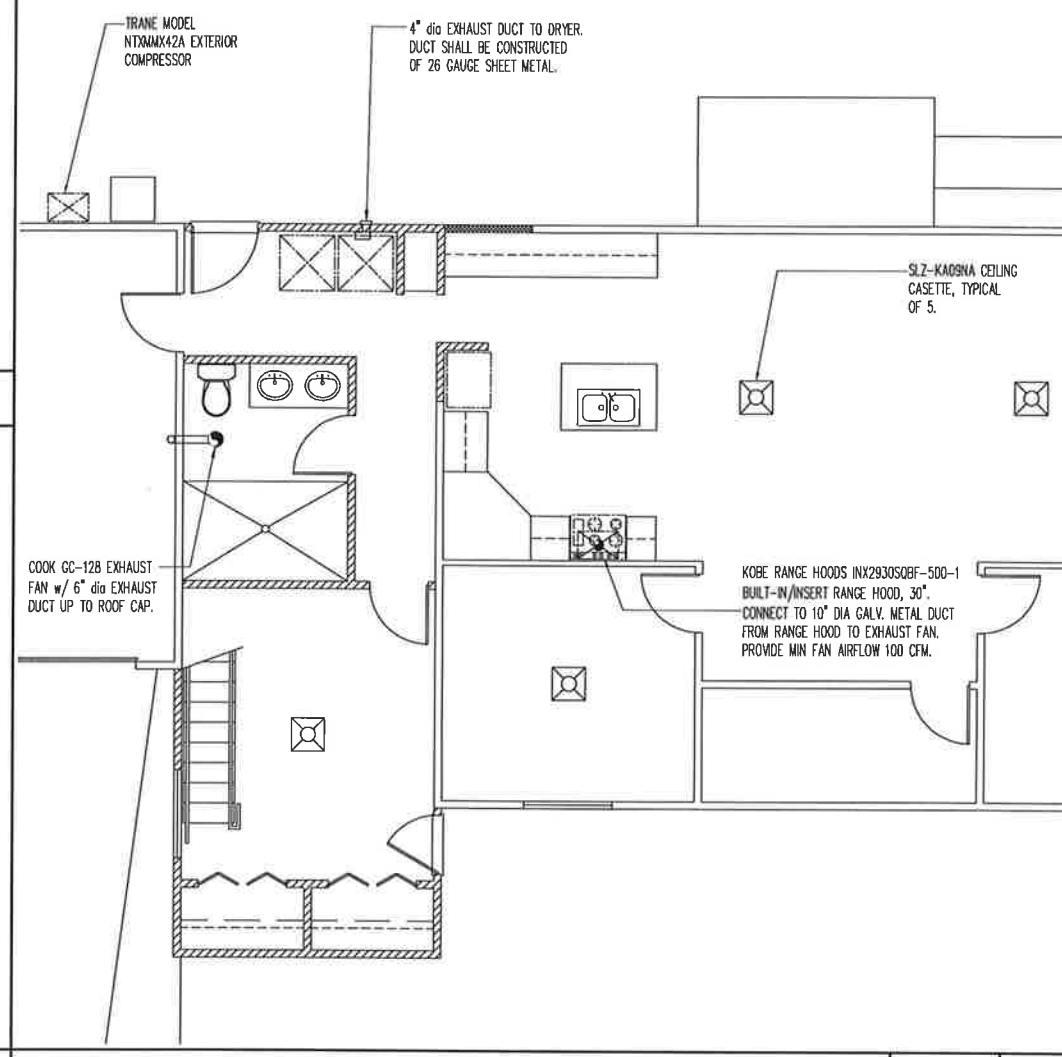 TRANE MODEL
NTXMMX42A EXTERIOR
COMPRESSOR
4" dia EXHAUST DUCT TO DRYER.
DUCT SHALL BE CONSTRUCTED
OF 26 GAUGE SHEET METAL.
SLZ-KA09NA CEILING
CASETTE, TYPICAL
OF 5.
COOK GC-128 EXHAUST
FAN w/ 6" dia EXHAUST
DUCT UP TO ROOF CAP.
KOBE RANGE HOODS INX2930SQBF-500-1
BUILT-IN/INSERT RANGE HOOD, 30".
CONNECT TO 10" DIA GALV. METAL DUCT
FROM RANGE HOOD TO EXHAUST FAN.
PROVIDE MIN FAN AIRFLOW 100 CFM.